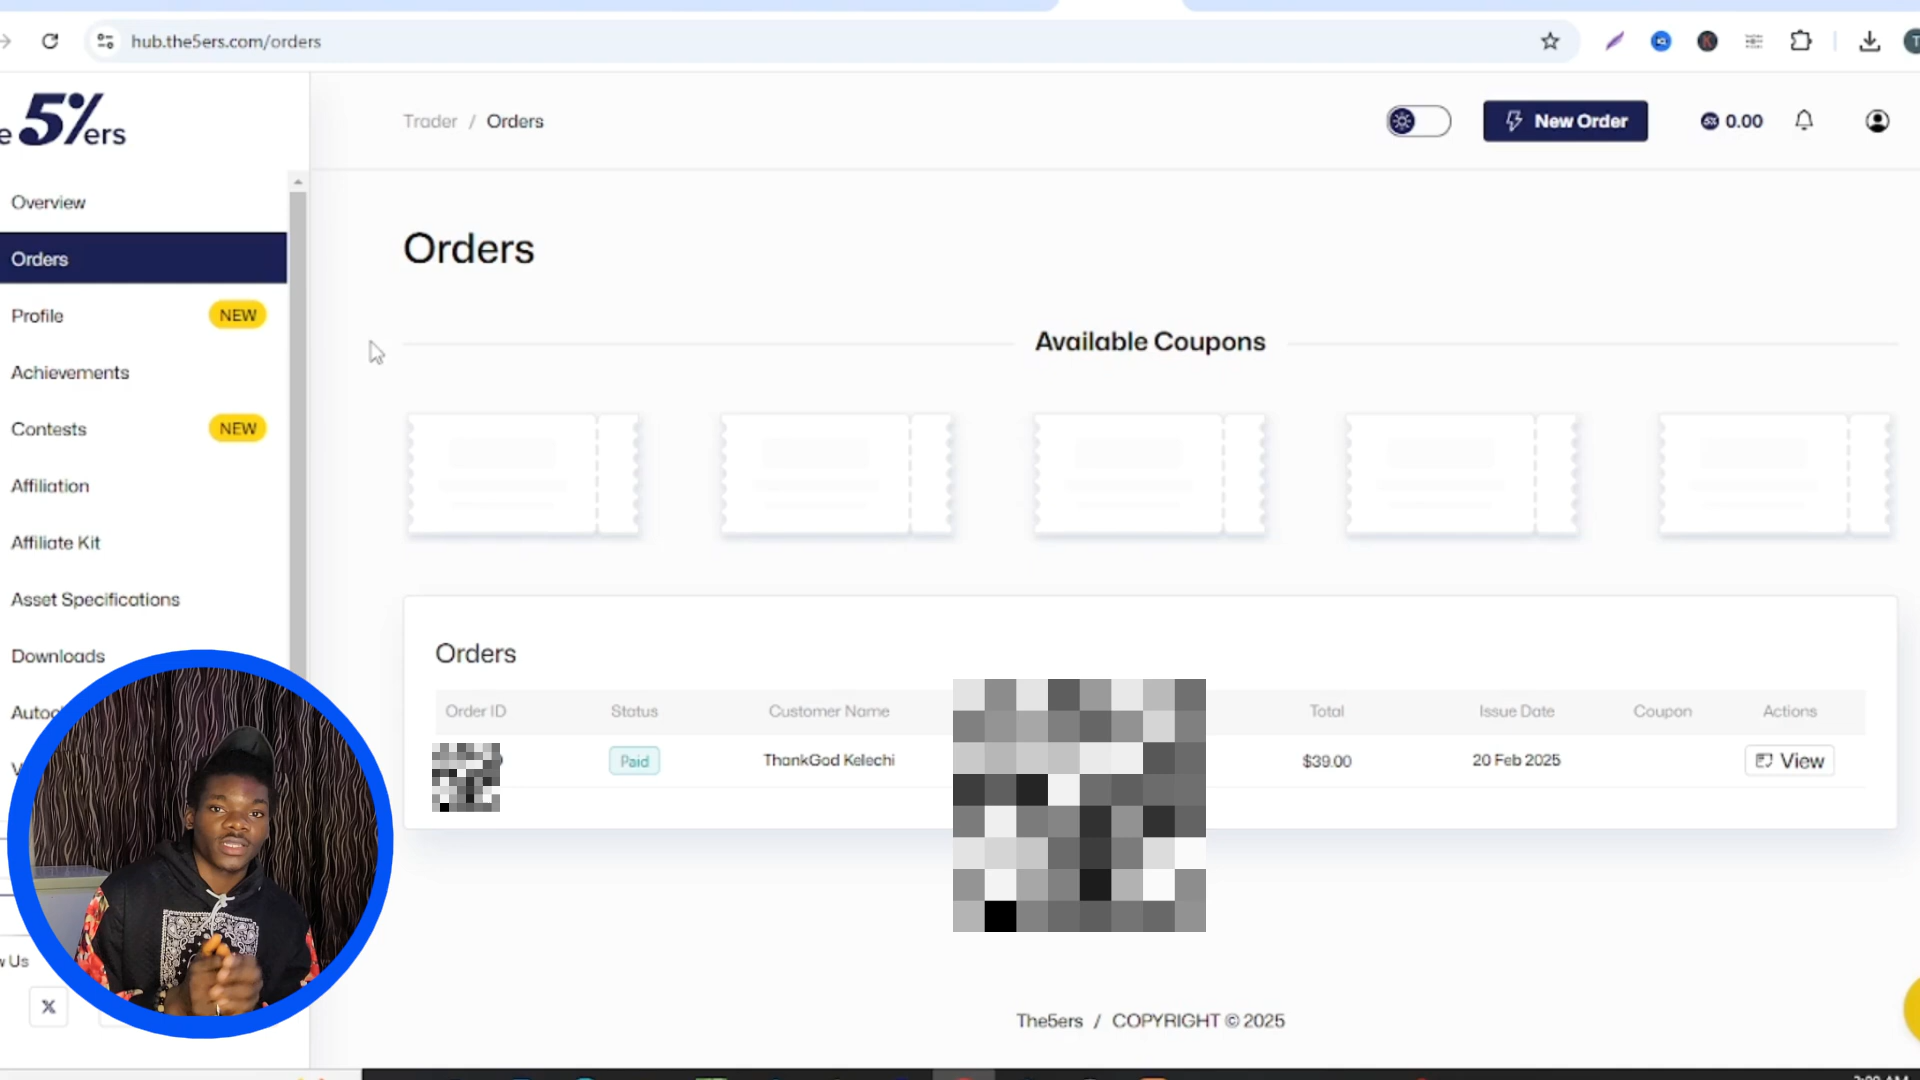 hub.the5ers.com/orders
e 5%ers
Trader / Orders
New Order
0.00
Overview
Orders
Profile NEW
Achievements
Contests NEW
Affiliation
Affiliate Kit
Asset Specifications
Downloads
Orders
Available Coupons
Orders
Order ID Status Customer Name Total Issue Date Coupon Actions
Paid ThankGod Kelechi $39.00 20 Feb 2025 View
w Us
X
The5ers / COPYRIGHT © 2025